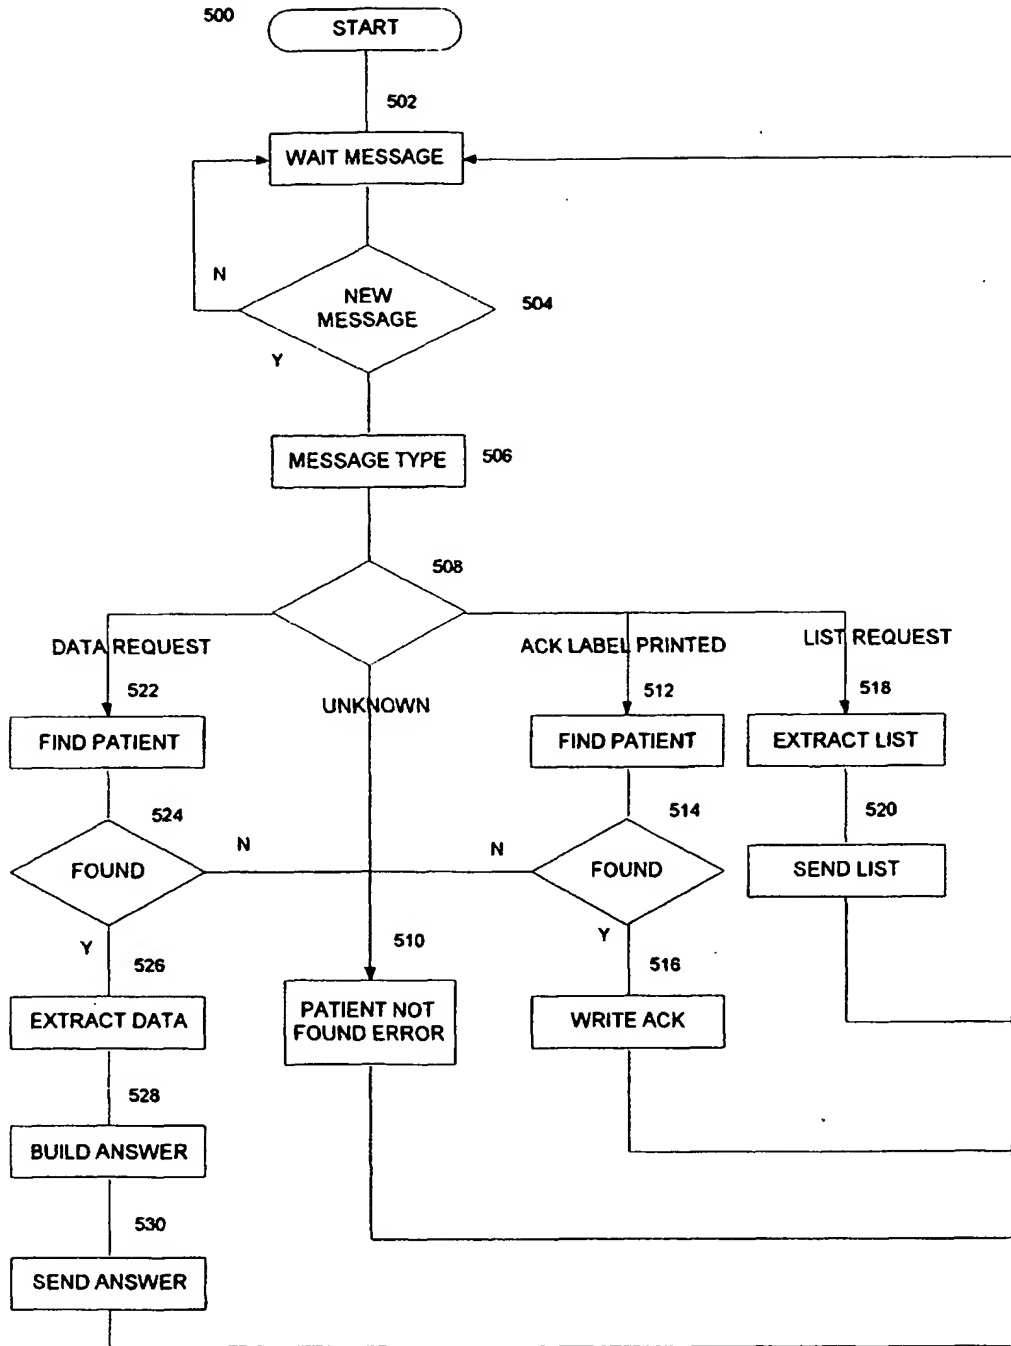 500
START
502
WAIT MESSAGE
N
NEW
MESSAGE
504
Y
MESSAGE TYPE
506
508
DATA REQUEST
ACK LABEL PRINTED
LIST REQUEST
522
UNKNOWN
512
518
FIND PATIENT
FIND PATIENT
EXTRACT LIST
524
514
520
FOUND
N
N
FOUND
SEND LIST
Y
526
510
Y
516
EXTRACT DATA
PATIENT NOT
FOUND ERROR
WRITE ACK
528
BUILD ANSWER
530
SEND ANSWER